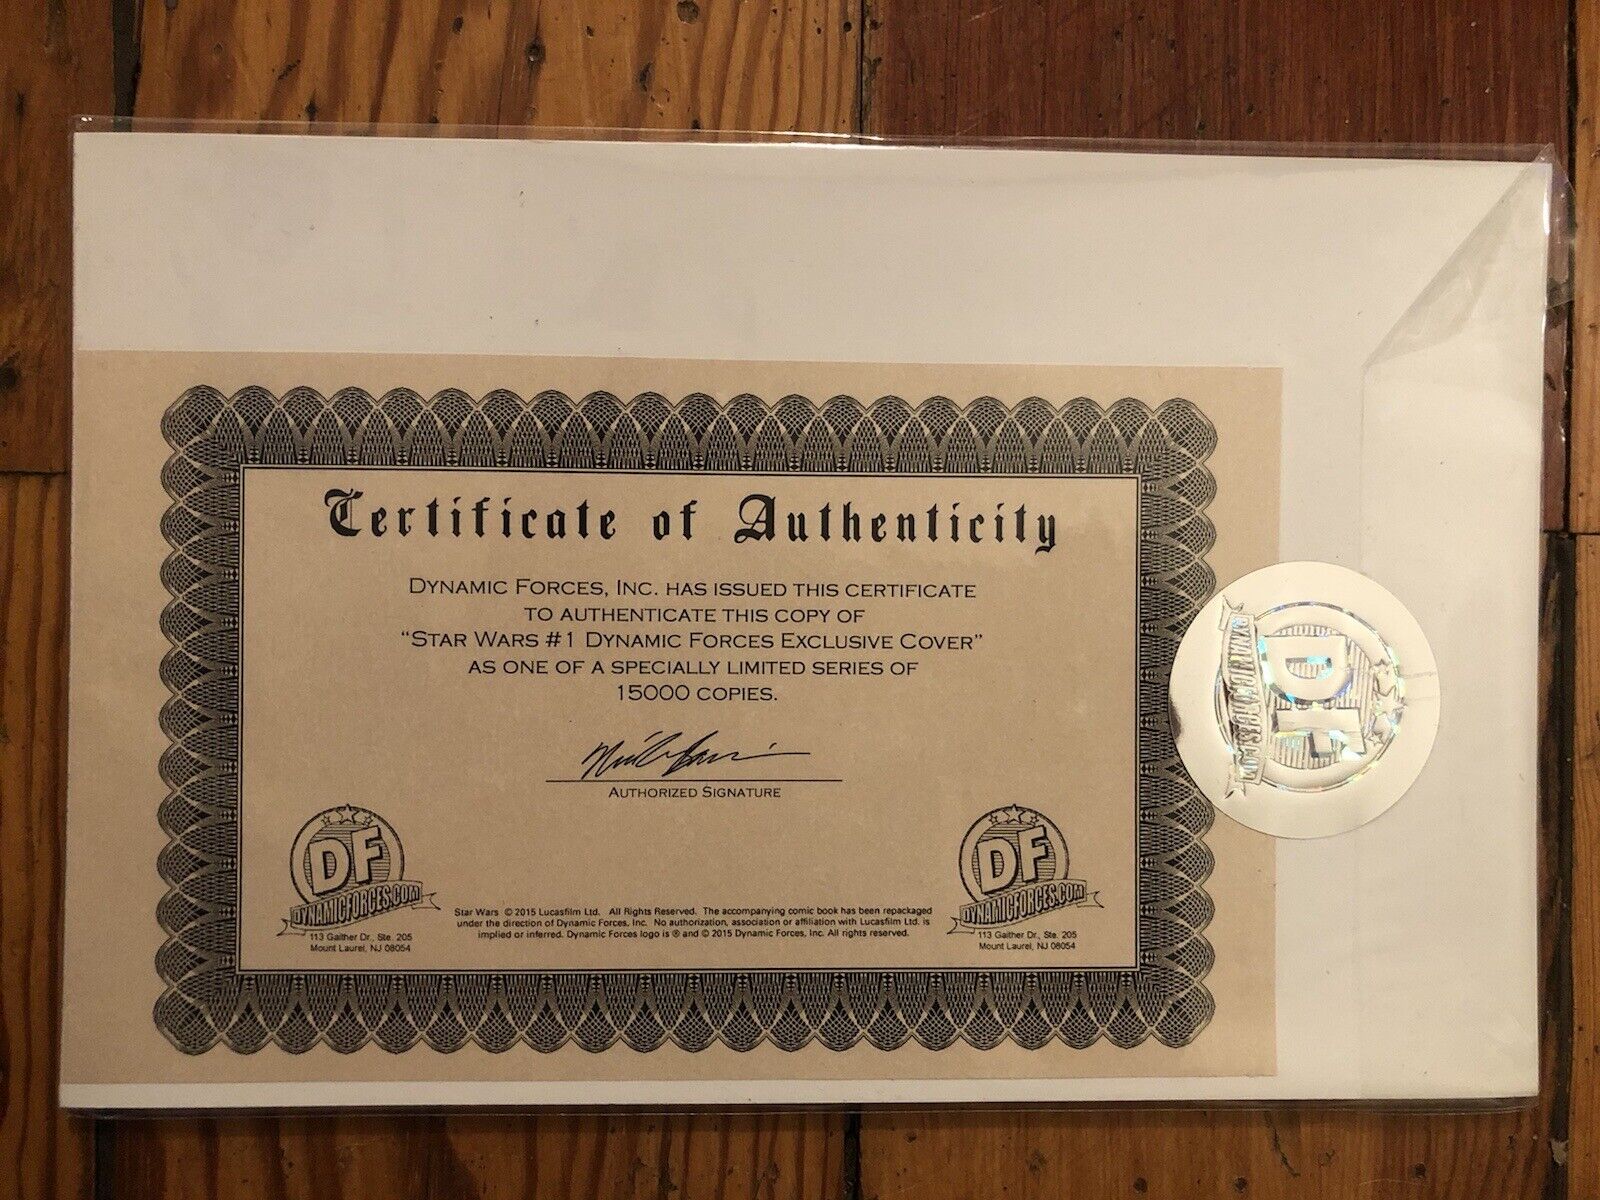 Certificate of Authenticity
DYNAMIC FORCES, INC. HAS ISSUED THIS CERTIFICATE
TO AUTHENTICATE THIS COPY OF
"STAR WARS #1 DYNAMIC FORCES EXCLUSIVE COVER"
AS ONE OF A SPECIALLY LIMITED SERIES OF
15000 COPIES.
AUTHORIZED SIGNATURE
DF
DYNAMICFORCES.COM
113 Gaither Dr., Ste. 205
Mount Laurel, NJ 08054
Star Wars © 2015 Lucasfilm Ltd. All Rights Reserved. The accompanying comic book has been repackaged
under the direction of Dynamic Forces, Inc. No authorization, association or affiliation with Lucasfilm Ltd. is
implied or inferred. Dynamic Forces logo is ® and © 2015 Dynamic Forces, Inc. All rights reserved.
DF
DYNAMICFORCES.COM
113 Gaither Dr., Ste. 205
Mount Laurel, NJ 08054
DF
DYNAMICFORCES.COM